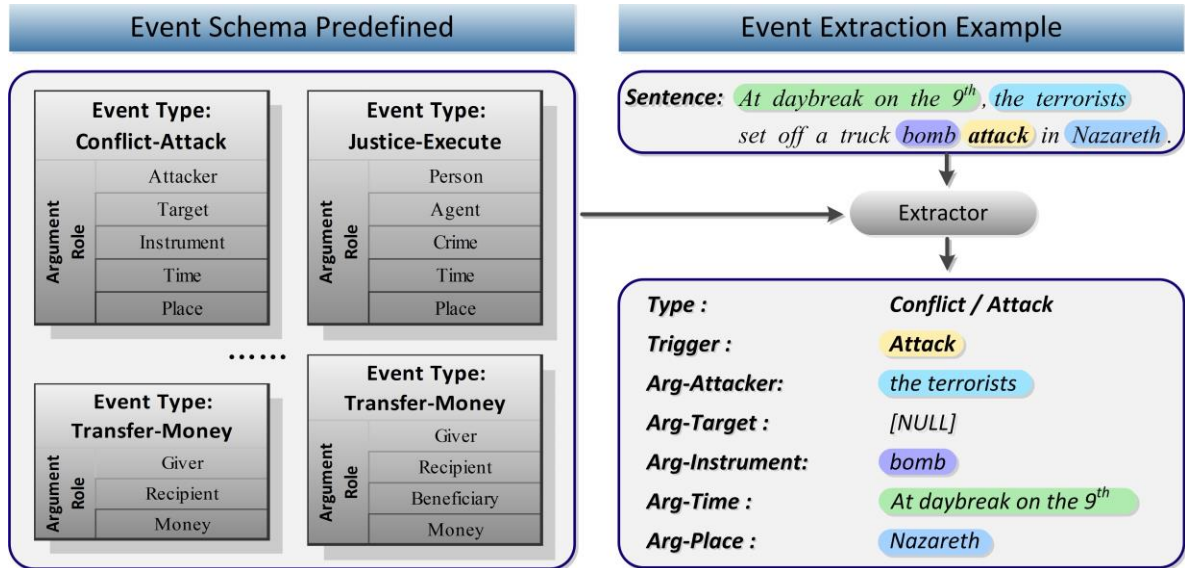 Event Schema Predefined
Event Type:
Conflict-Attack
Argument Role
Attacker
Target
Instrument
Time
Place
Event Type:
Justice-Execute
Argument Role
Person
Agent
Crime
Time
Place
......
Event Type:
Transfer-Money
Argument Role
Giver
Recipient
Money
Event Type:
Transfer-Money
Argument Role
Giver
Recipient
Beneficiary
Money
Event Extraction Example
Sentence: At daybreak on the 9th, the terrorists
set off a truck bomb attack in Nazareth.
Extractor
Type : Conflict / Attack
Trigger : Attack
Arg-Attacker: the terrorists
Arg-Target : [NULL]
Arg-Instrument: bomb
Arg-Time : At daybreak on the 9th
Arg-Place : Nazareth